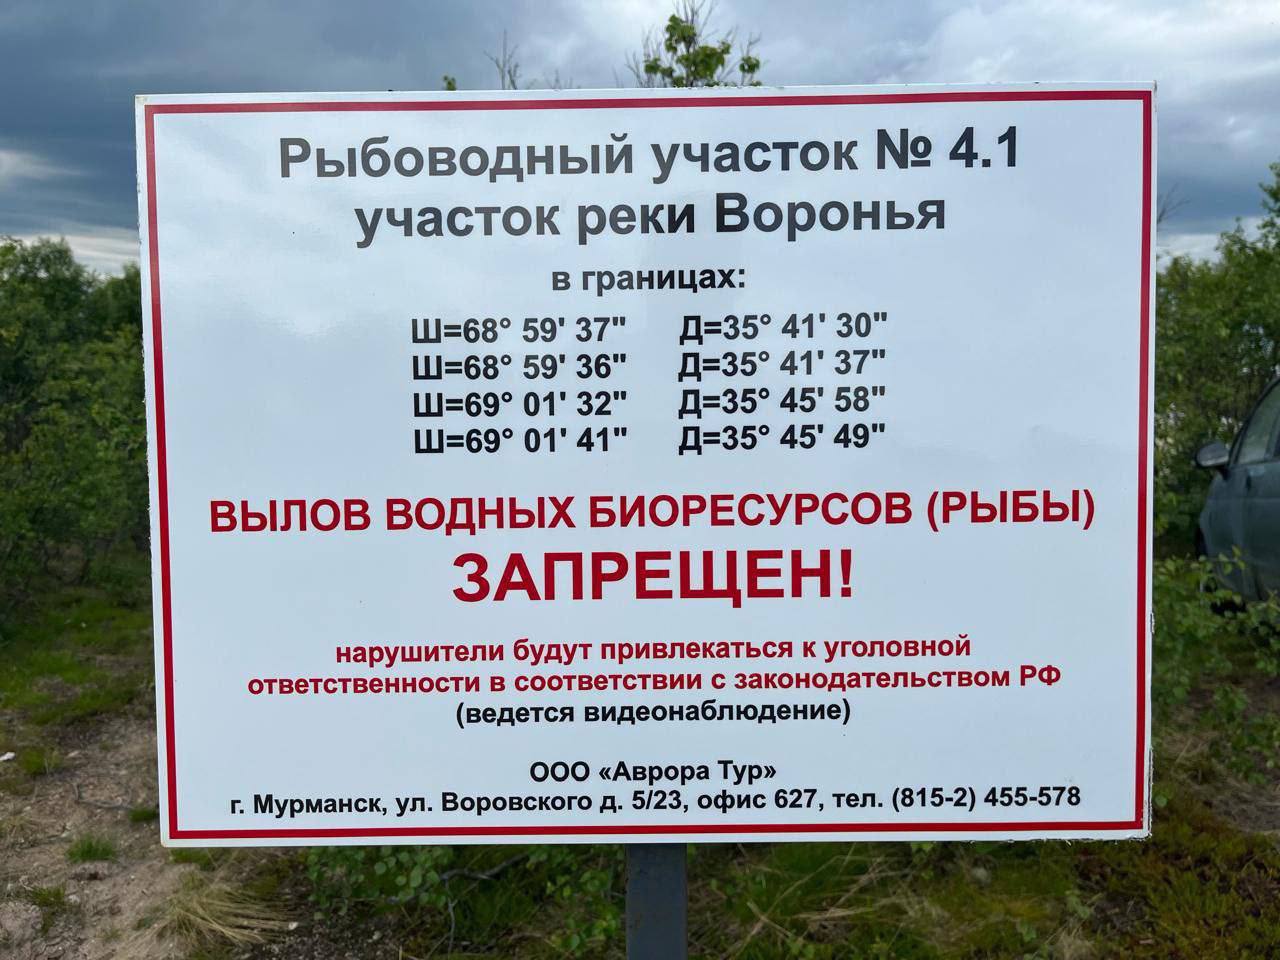 Рыбоводный участок № 4.1
участок реки Воронья
в границах:
Ш=68° 59' 37" Д=35° 41' 30"
Ш=68° 59' 36" Д=35° 41' 37"
Ш=69° 01' 32" Д=35° 45' 58"
Ш=69° 01' 41" Д=35° 45' 49"
ВЫЛОВ ВОДНЫХ БИОРЕСУРСОВ (РЫБЫ)
ЗАПРЕЩЕН!
нарушители будут привлекаться к уголовной
ответственности в соответствии с законодательством РФ
(ведется видеонаблюдение)
ООО «Аврора Тур»
г. Мурманск, ул. Воровского д. 5/23, офис 627, тел. (815-2) 455-578